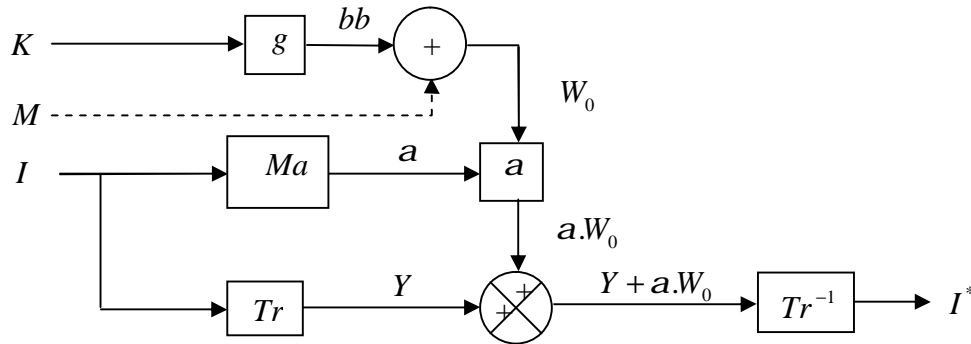 K g bb +
W₀
M
I Ma a a
a.W₀
Tr Y + + Y + a.W₀ Tr⁻¹ I*